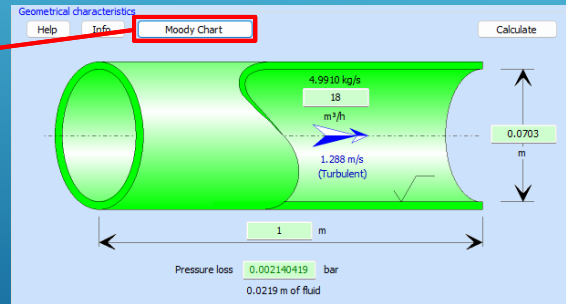 Geometrical characteristics
Help Info Moody Chart Calculate
4.9910 kg/s
18
m³/h
0.0703
m
1.288 m/s
(Turbulent)
1 m
Pressure loss 0.002140419 bar
0.0219 m of fluid